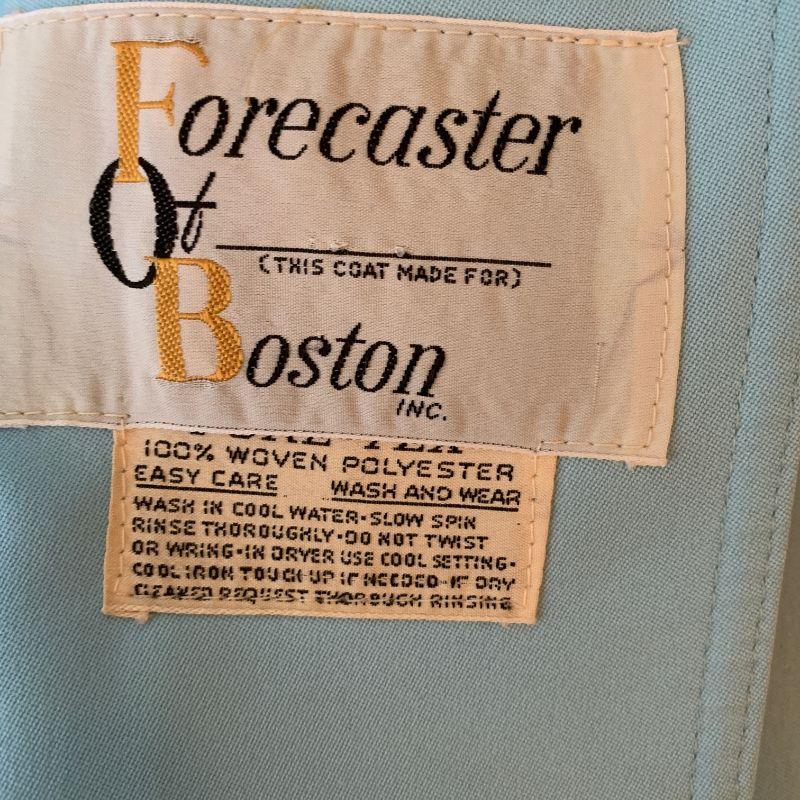 Forecaster
Of
(THIS COAT MADE FOR)
Boston
INC.
100% WOVEN POLYESTER
EASY CARE WASH AND WEAR
WASH IN COOL WATER·SLOW SPIN
RINSE THOROUGHLY·DO NOT TWIST
OR WRING·IN DRYER USE COOL SETTING·
COOL IRON TOUCH UP IF NEEDED·IF DRY
CLEANED REQUEST THOROUGH RINSING